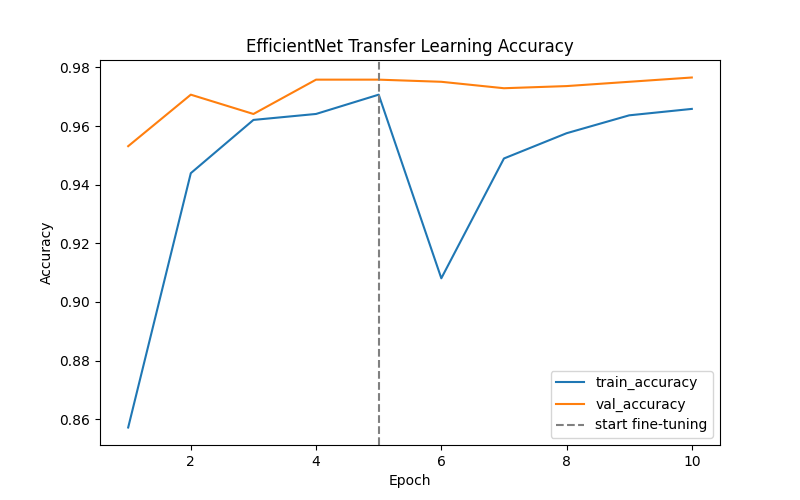 EfficientNet Transfer Learning Accuracy
0.98
0.96
0.94
0.92
0.90
0.88
0.86
Accuracy
train_accuracy
val_accuracy
start fine-tuning
2
4
6
8
10
Epoch